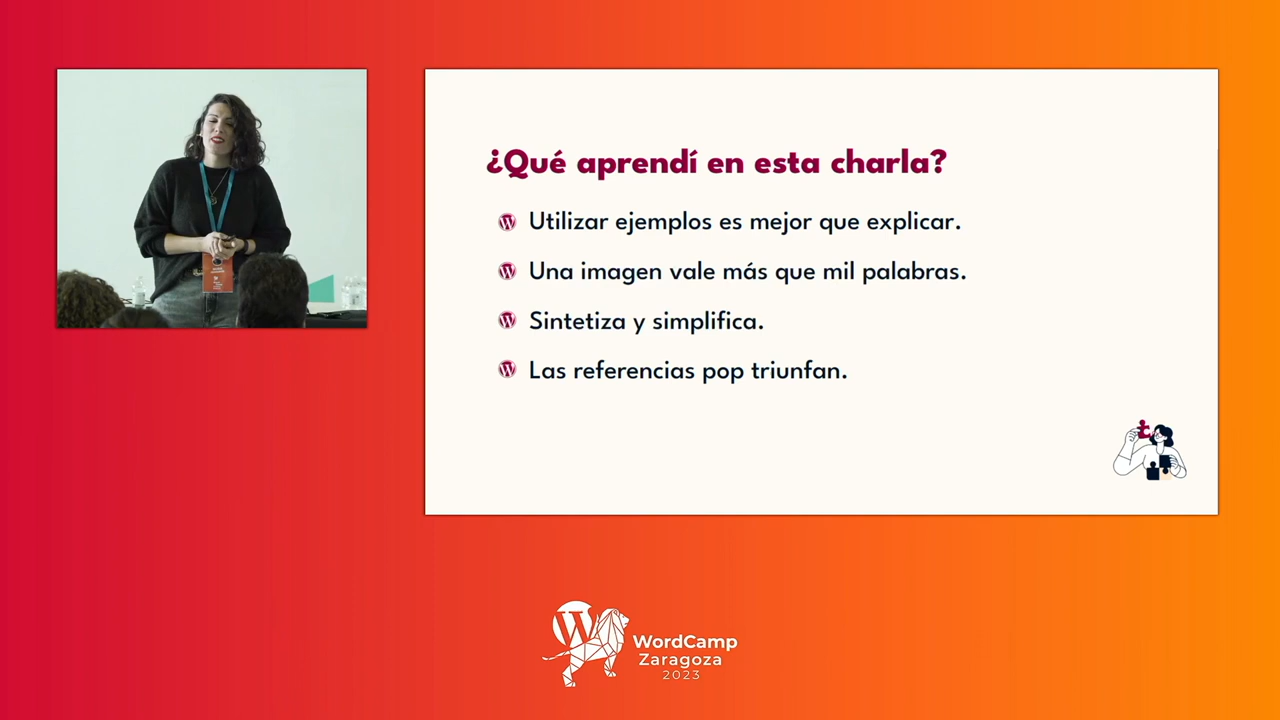 ¿Qué aprendí en esta charla?
Utilizar ejemplos es mejor que explicar.
Una imagen vale más que mil palabras.
Sintetiza y simplifica.
Las referencias pop triunfan.
WordCamp
Zaragoza
2023